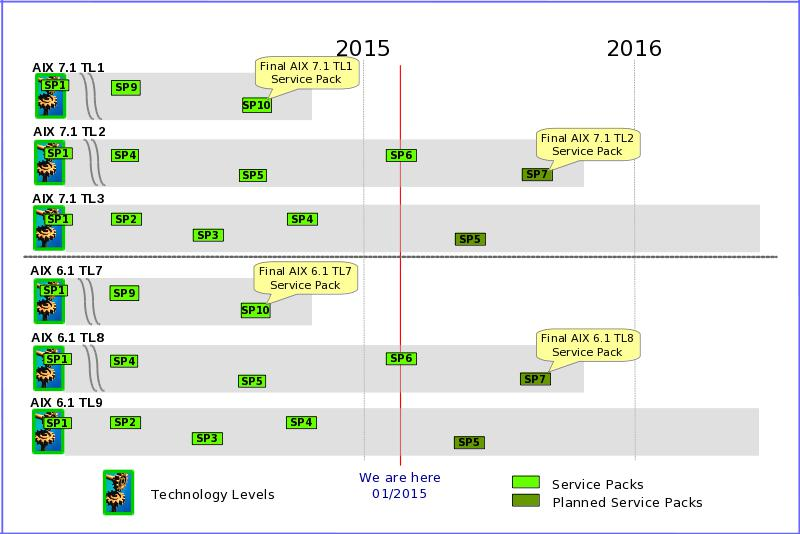 2015
2016
AIX 7.1 TL1
Final AIX 7.1 TL1
Service Pack
SP1
SP9
SP10
AIX 7.1 TL2
Final AIX 7.1 TL2
Service Pack
SP1
SP4
SP6
SP5
SP7
AIX 7.1 TL3
SP1
SP2
SP4
SP3
SP5
AIX 6.1 TL7
Final AIX 6.1 TL7
Service Pack
SP1
SP9
SP10
AIX 6.1 TL8
Final AIX 6.1 TL8
Service Pack
SP1
SP4
SP6
SP5
SP7
AIX 6.1 TL9
SP1
SP2
SP4
SP3
SP5
We are here
01/2015
Technology Levels
Service Packs
Planned Service Packs